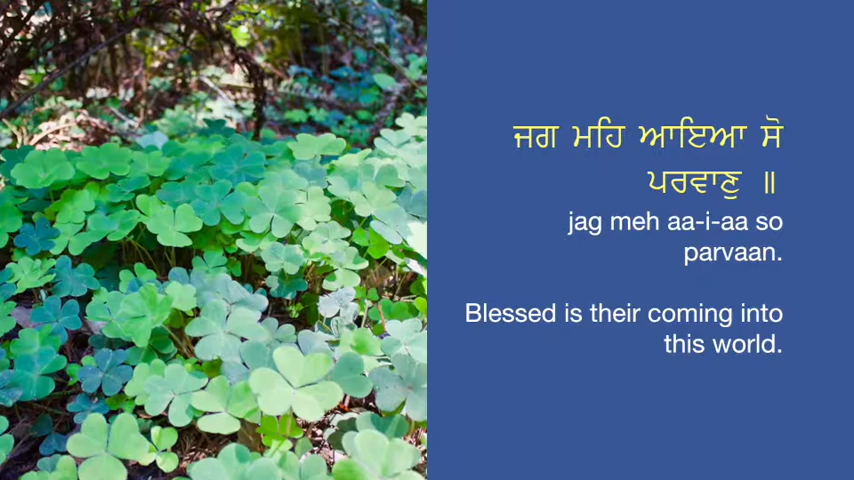 ਜਗ ਮਹਿ ਆਇਆ ਸੋ
ਪਰਵਾਣੁ ॥
jag meh aa-i-aa so
parvaan.
Blessed is their coming into
this world.